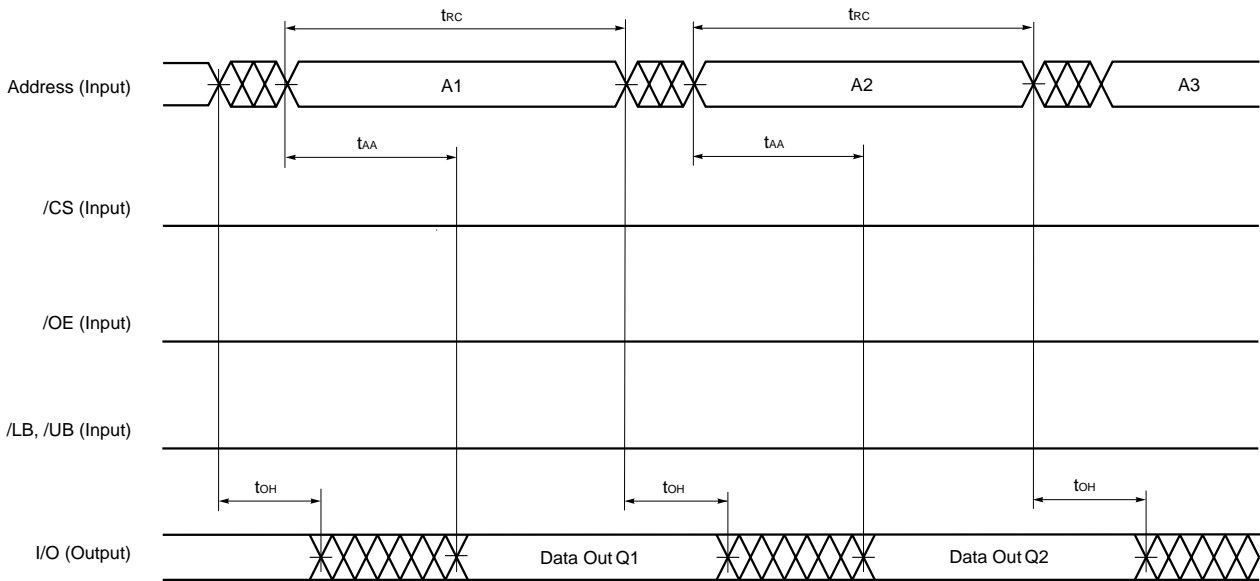 tRC
tRC
Address (Input)
A1
A2
A3
tAA
tAA
/CS (Input)
/OE (Input)
/LB, /UB (Input)
tOH
tOH
tOH
I/O (Output)
Data Out Q1
Data Out Q2